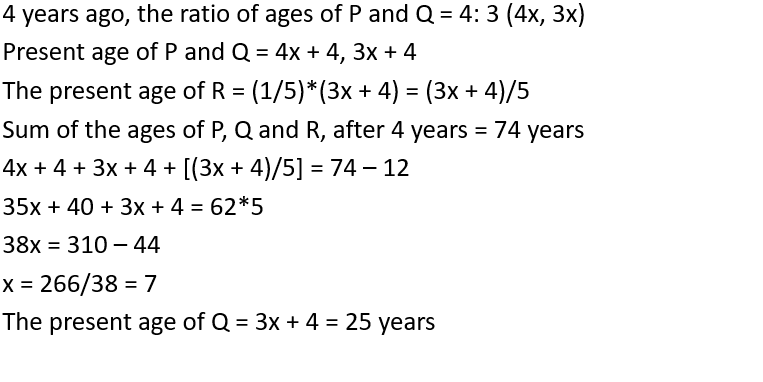 4 years ago, the ratio of ages of P and Q = 4: 3 (4x, 3x)
Present age of P and Q = 4x + 4, 3x + 4
The present age of R = (1/5)*(3x + 4) = (3x + 4)/5
Sum of the ages of P, Q and R, after 4 years = 74 years
4x + 4 + 3x + 4 + [(3x + 4)/5] = 74 – 12
35x + 40 + 3x + 4 = 62*5
38x = 310 – 44
x = 266/38 = 7
The present age of Q = 3x + 4 = 25 years